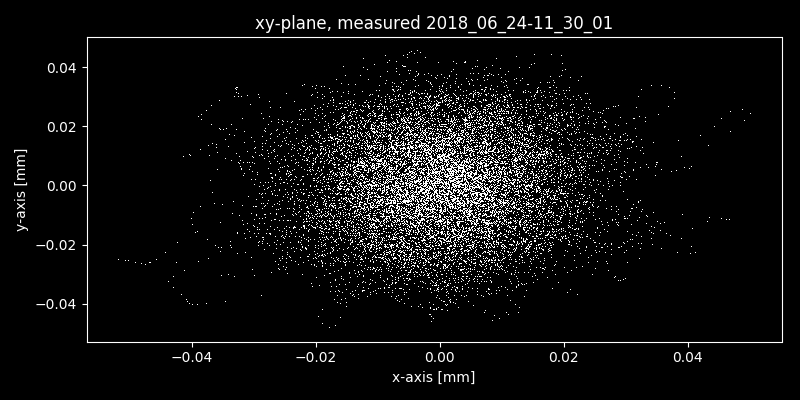 xy-plane, measured 2018_06_24-11_30_01
0.04
0.02
0.00
−0.02
−0.04
y-axis [mm]
−0.04 −0.02 0.00 0.02 0.04
x-axis [mm]